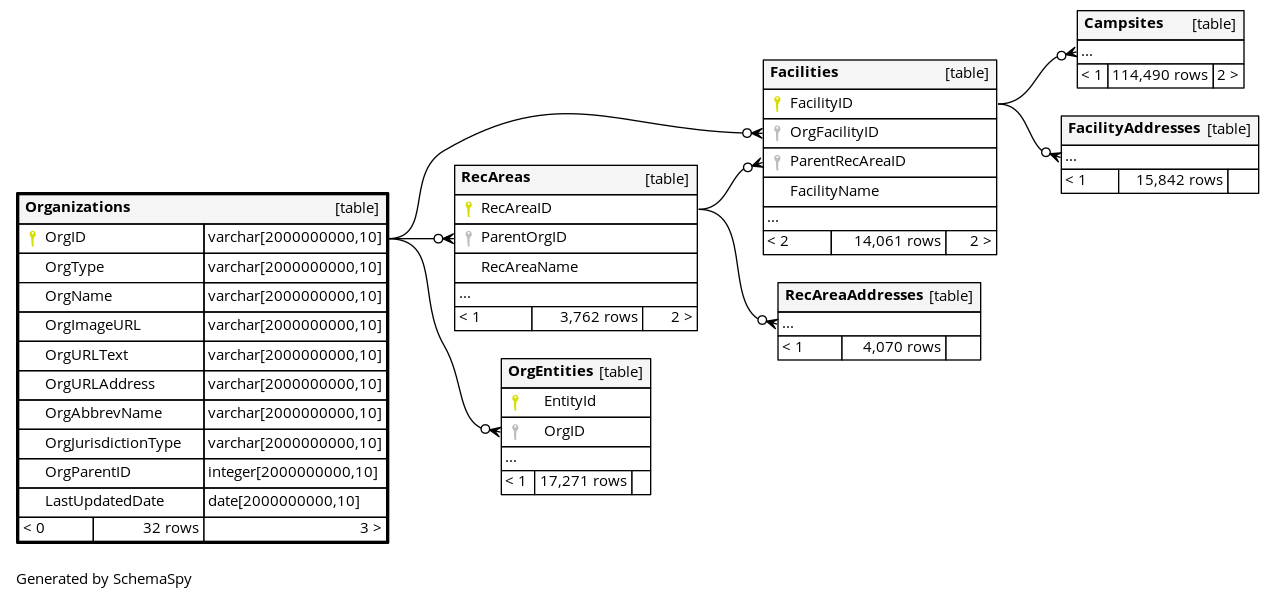 Campsites [table]
...
< 1 114,490 rows 2 >
Facilities [table]
FacilityID
OrgFacilityID
ParentRecAreaID
FacilityName
...
< 2 14,061 rows 2 >
FacilityAddresses [table]
...
< 1 15,842 rows
RecAreas [table]
RecAreaID
ParentOrgID
RecAreaName
...
< 1 3,762 rows 2 >
Organizations [table]
OrgID varchar[2000000000,10]
OrgType varchar[2000000000,10]
OrgName varchar[2000000000,10]
OrgImageURL varchar[2000000000,10]
OrgURLText varchar[2000000000,10]
OrgURLAddress varchar[2000000000,10]
OrgAbbrevName varchar[2000000000,10]
OrgJurisdictionType varchar[2000000000,10]
OrgParentID integer[2000000000,10]
LastUpdatedDate date[2000000000,10]
< 0 32 rows 3 >
RecAreaAddresses [table]
...
< 1 4,070 rows
OrgEntities [table]
EntityId
OrgID
...
< 1 17,271 rows
Generated by SchemaSpy